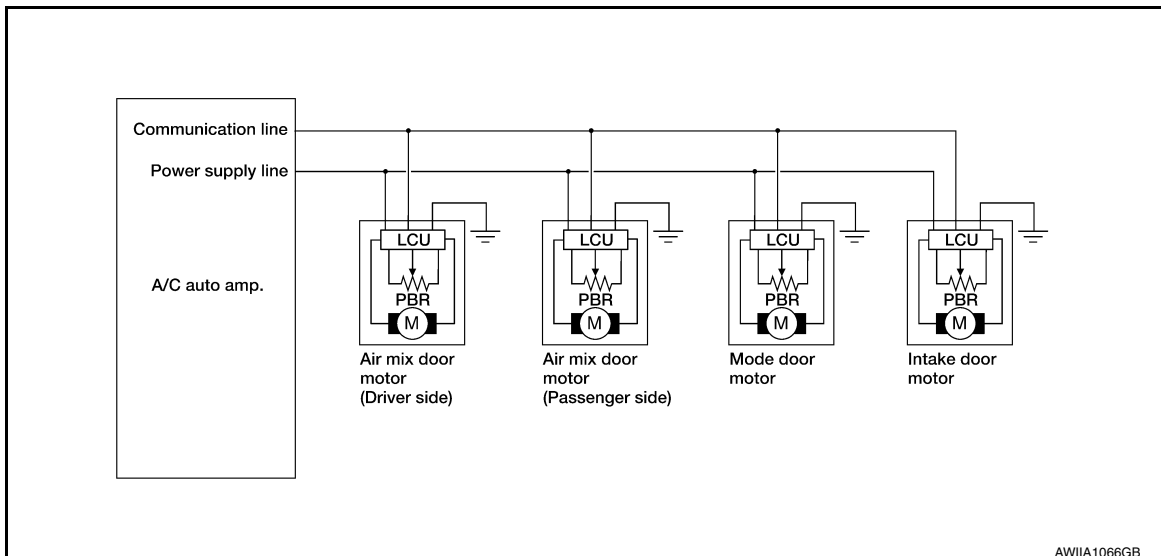 Communication line
Power supply line
A/C auto amp.
LCU
PBR
M
Air mix door
motor
(Driver side)
LCU
PBR
M
Air mix door
motor
(Passenger side)
LCU
PBR
M
Mode door
motor
LCU
PBR
M
Intake door
motor
AWIIA1066GB